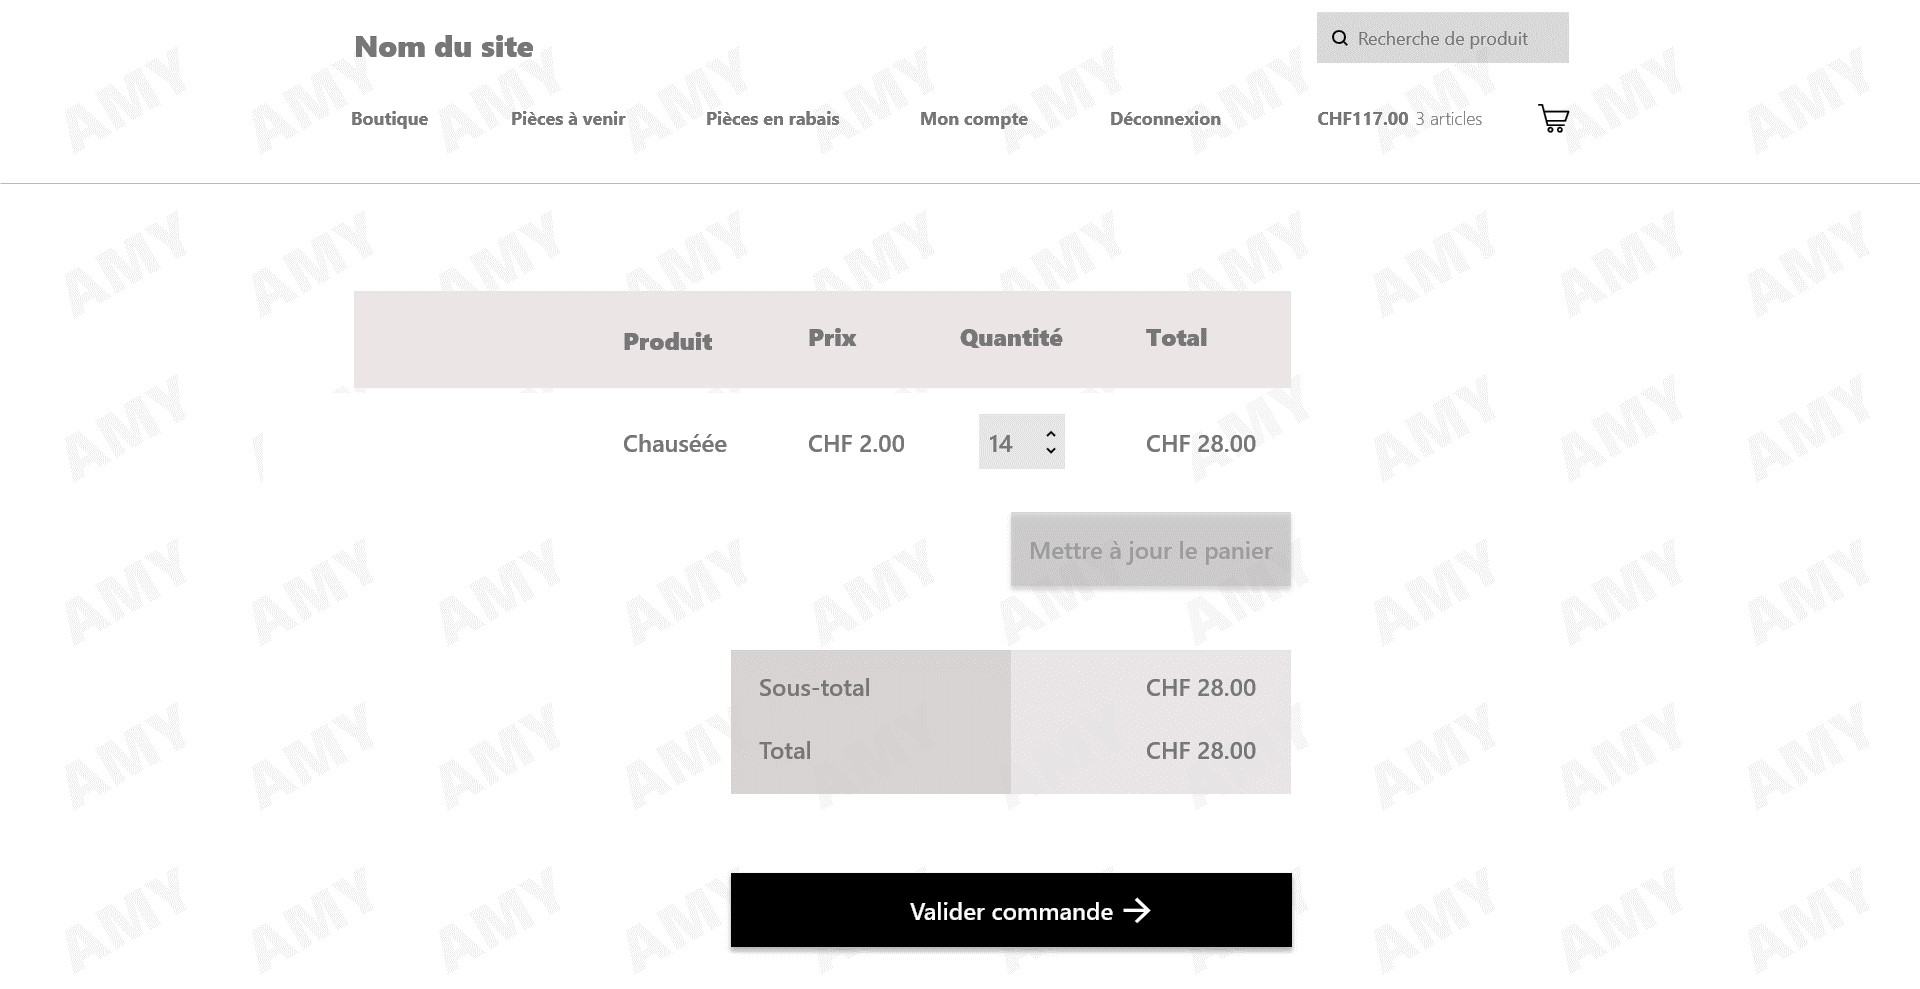 Nom du site
Recherche de produit
Boutique Pièces à venir Pièces en rabais Mon compte Déconnexion CHF117.00 3 articles
Produit Prix Quantité Total
Chauséée CHF 2.00 14 CHF 28.00
Mettre à jour le panier
Sous-total CHF 28.00
Total CHF 28.00
Valider commande
AMY